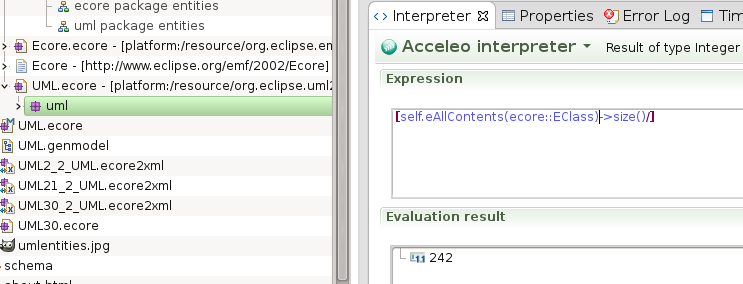 ecore package entities
uml package entities
Ecore.ecore - [platform:/resource/org.eclipse.em
Ecore - [http://www.eclipse.org/emf/2002/Ecore]
UML.ecore - [platform:/resource/org.eclipse.uml2
uml
UML.ecore
UML.genmodel
UML2_2_UML.ecore2xml
UML21_2_UML.ecore2xml
UML30_2_UML.ecore2xml
UML30.ecore
umlentities.jpg
schema
Interpreter
Properties
Error Log
Tim
Acceleo interpreter
Result of type Integer
Expression
[self.eAllContents(ecore::EClass)->size()/]
Evaluation result
242